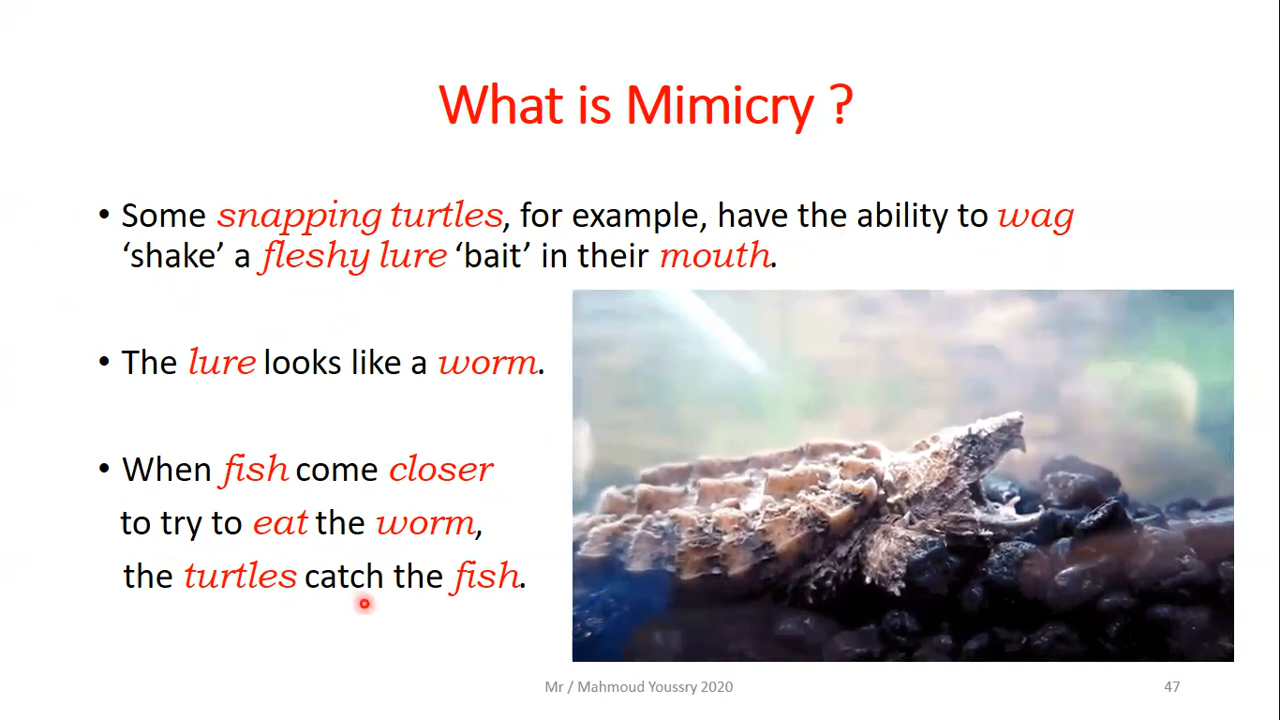 What is Mimicry ?
• Some snapping turtles, for example, have the ability to wag
‘shake’ a fleshy lure ‘bait’ in their mouth.
• The lure looks like a worm.
• When fish come closer
to try to eat the worm,
the turtles catch the fish.
Mr / Mahmoud Youssry 2020
47